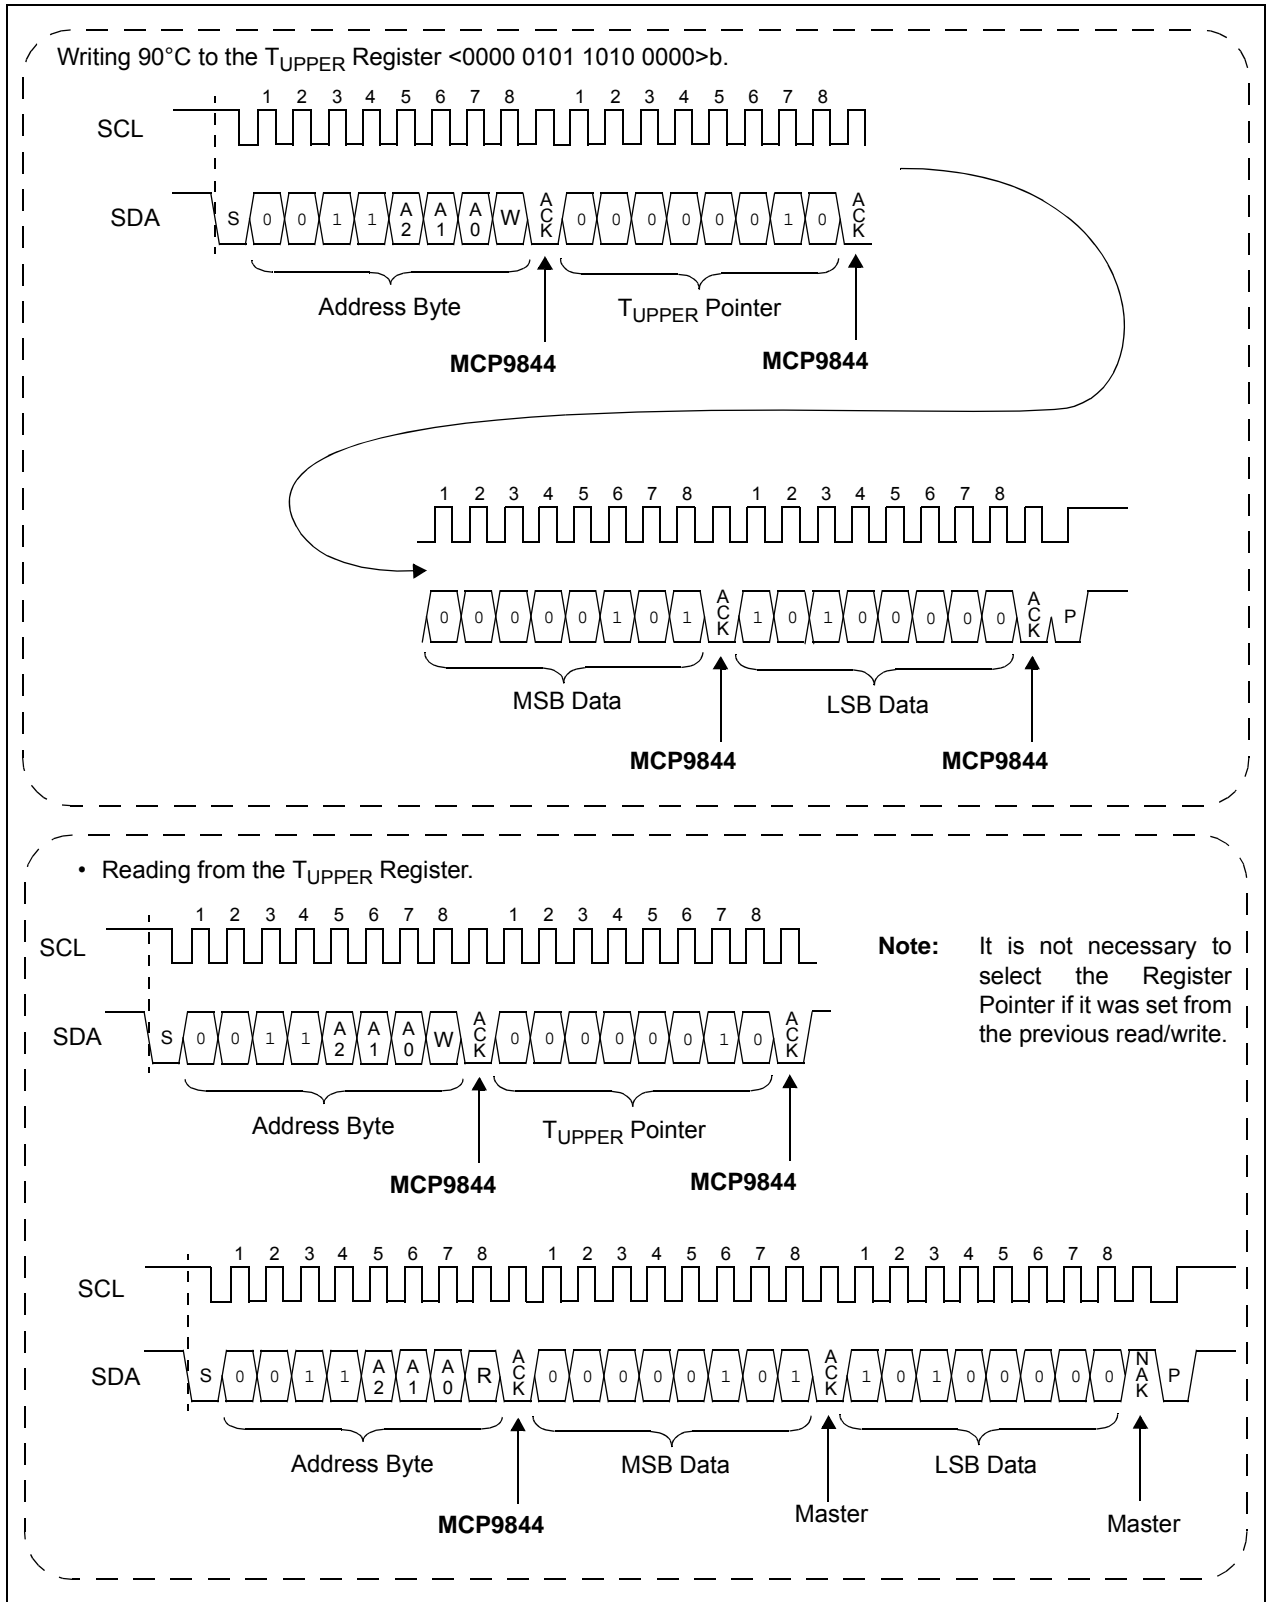 Writing 90°C to the TUPPER Register <0000 0101 1010 0000>b.
1 2 3 4 5 6 7 8 1 2 3 4 5 6 7 8
SCL
SDA S 0 0 1 1 A2 A1 A0 W ACK 0 0 0 0 0 0 1 0 ACK
Address Byte TUPPER Pointer
MCP9844 MCP9844
1 2 3 4 5 6 7 8 1 2 3 4 5 6 7 8
0 0 0 0 0 1 0 1 ACK 1 0 1 0 0 0 0 0 ACK P
MSB Data LSB Data
MCP9844 MCP9844
• Reading from the TUPPER Register.
1 2 3 4 5 6 7 8 1 2 3 4 5 6 7 8
SCL
SDA S 0 0 1 1 A2 A1 A0 W ACK 0 0 0 0 0 0 1 0 ACK
Address Byte TUPPER Pointer
MCP9844 MCP9844
Note: It is not necessary to
select the Register
Pointer if it was set from
the previous read/write.
1 2 3 4 5 6 7 8 1 2 3 4 5 6 7 8 1 2 3 4 5 6 7 8
SCL
SDA S 0 0 1 1 A2 A1 A0 R ACK 0 0 0 0 0 1 0 1 ACK 1 0 1 0 0 0 0 0 NAK P
Address Byte MSB Data LSB Data
MCP9844 Master Master